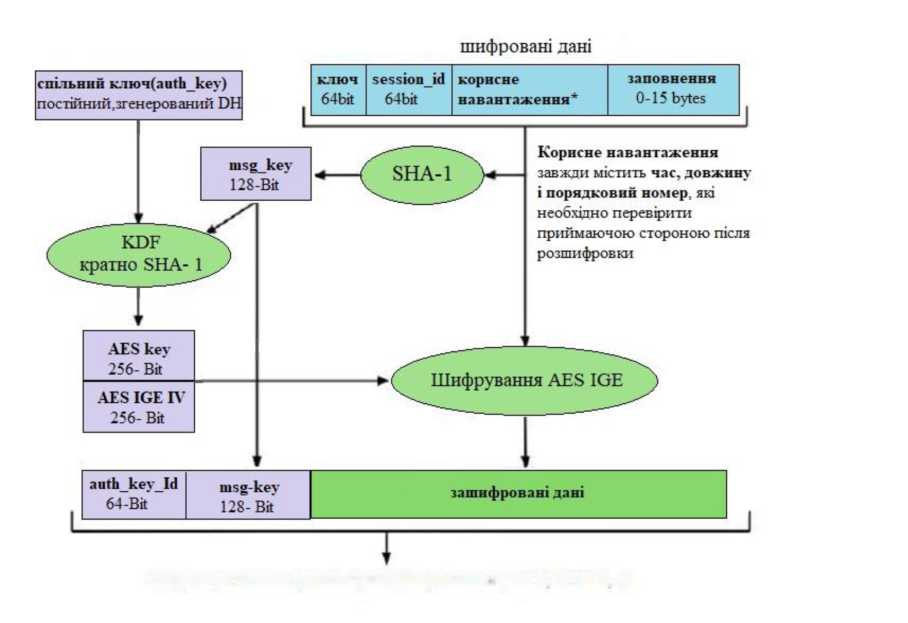 шифровані дані
спільний ключ(auth_key)
постійний,згенерований DH
ключ
64bit
session_id
64bit
корисне
навантаження*
заповнення
0-15 bytes
Корисне навантаження
завжди містить час, довжину
і порядковий номер, які
необхідно перевірити
приймаючою стороною після
розшифровки
msg_key
128-Bit
SHA-1
KDF
кратно SHA- 1
AES key
256- Bit
AES IGE IV
256- Bit
Шифрування AES IGE
auth_key_Id
64-Bit
msg-key
128- Bit
зашифровані дані